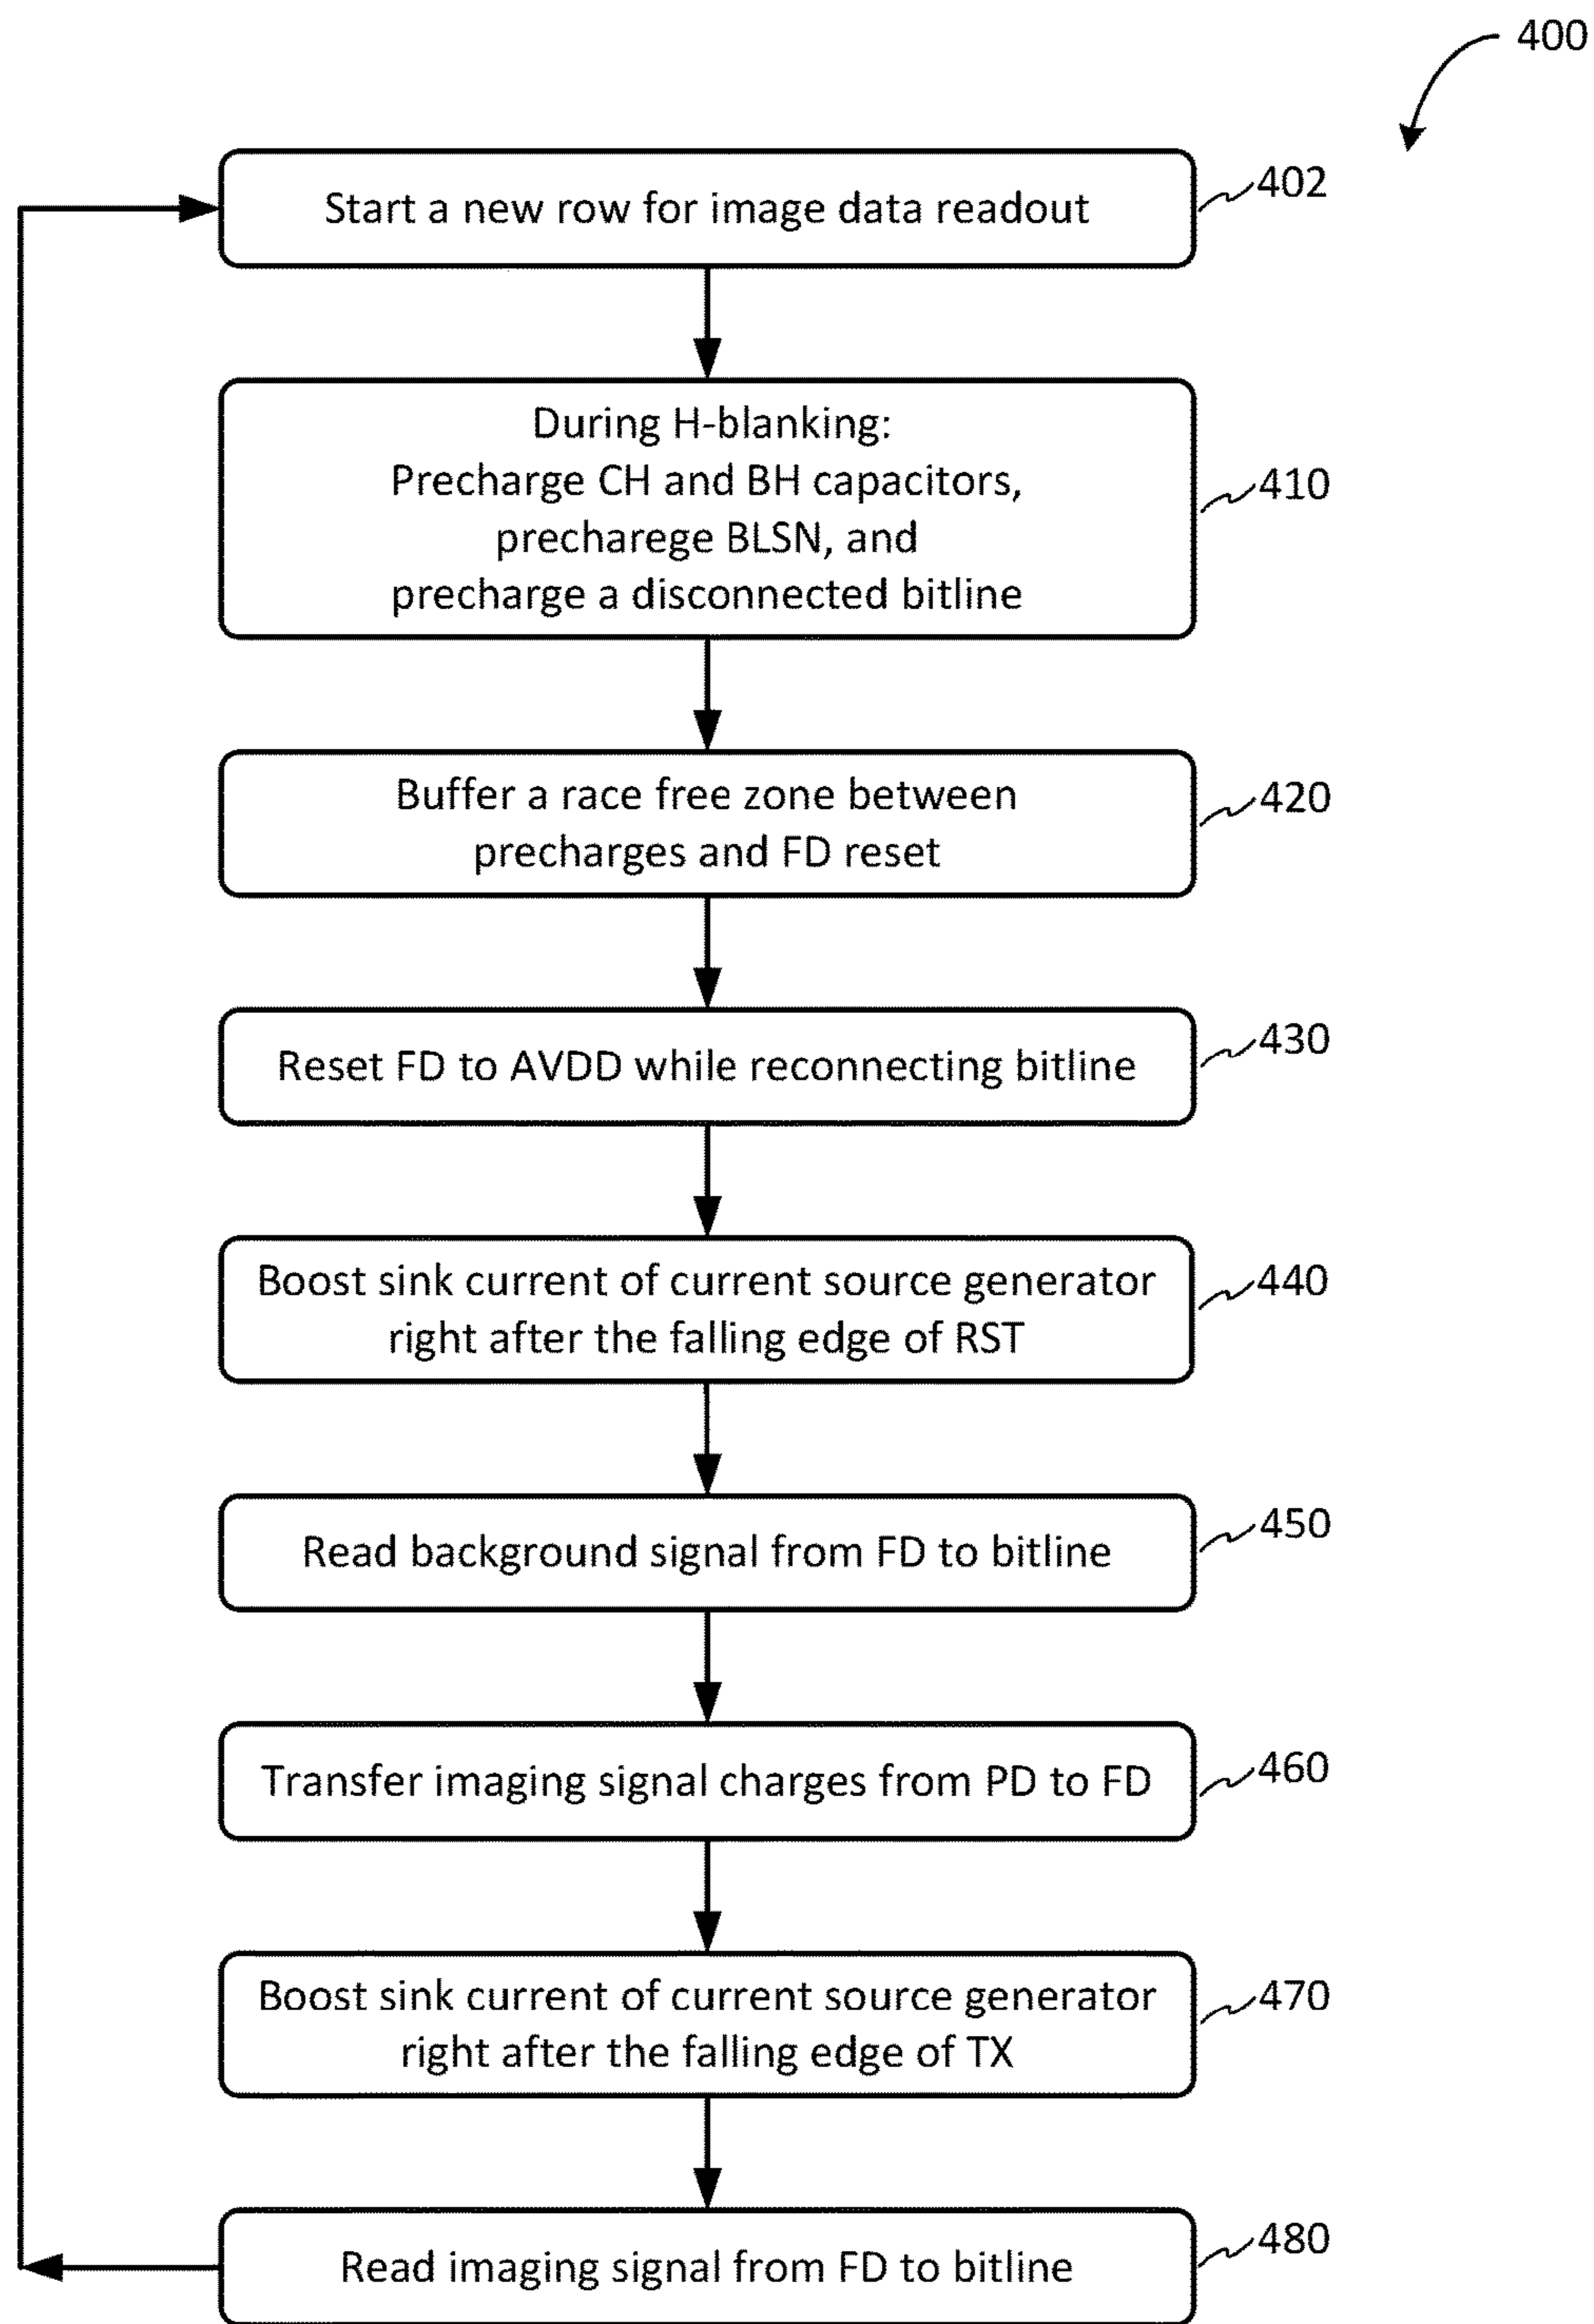 400
Start a new row for image data readout
402
During H-blanking:
Precharge CH and BH capacitors,
precharege BLSN, and
precharge a disconnected bitline
410
Buffer a race free zone between
precharges and FD reset
420
Reset FD to AVDD while reconnecting bitline
430
Boost sink current of current source generator
right after the falling edge of RST
440
Read background signal from FD to bitline
450
Transfer imaging signal charges from PD to FD
460
Boost sink current of current source generator
right after the falling edge of TX
470
Read imaging signal from FD to bitline
480